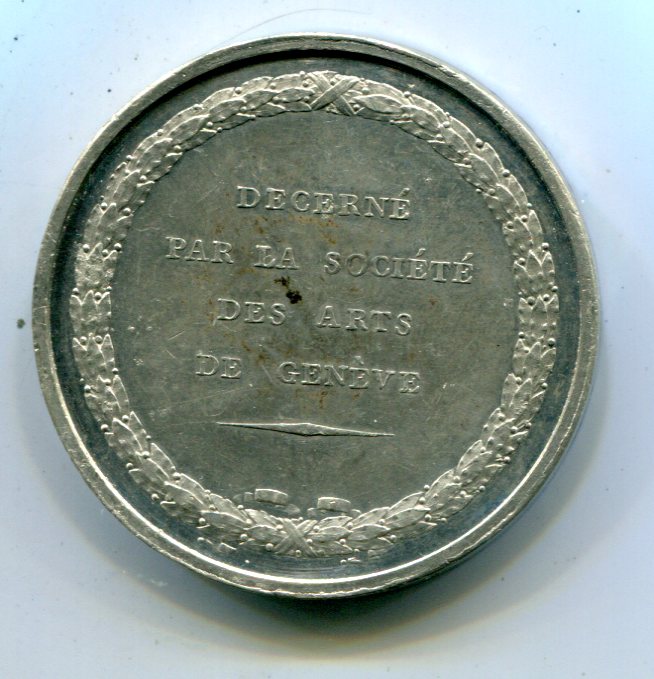 DECERNÉ
PAR LA SOCIÉTÉ
DES ARTS
DE GENÈVE